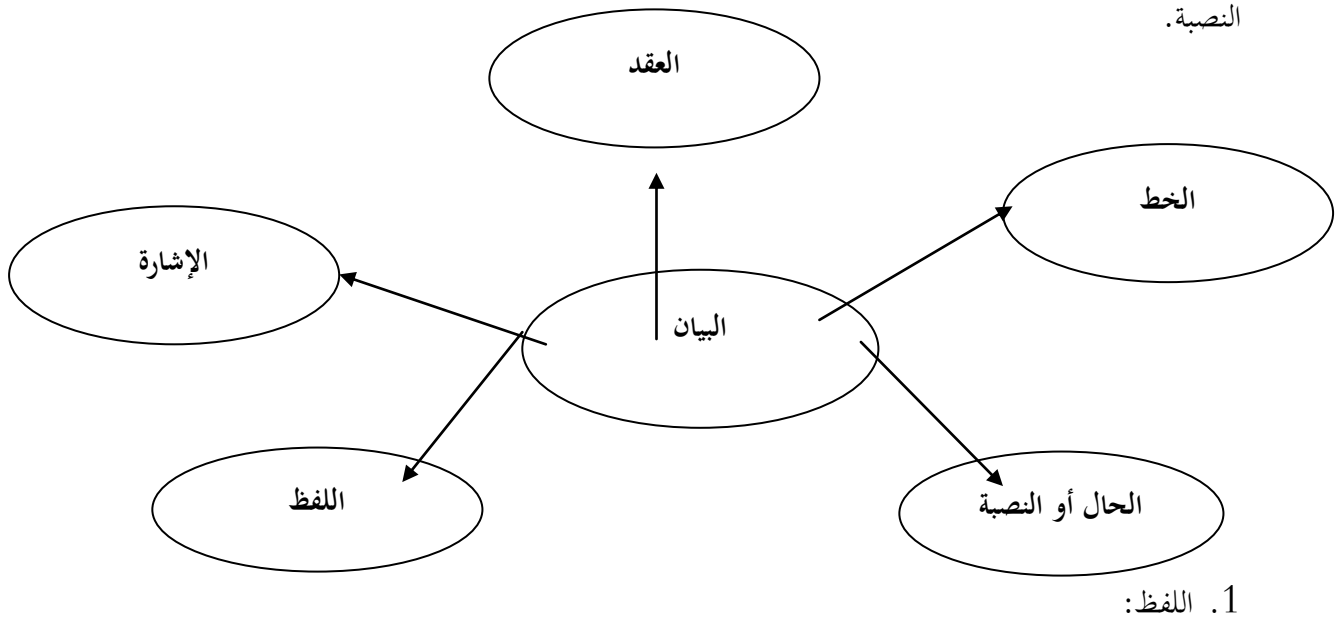 النصبة.
العقد
الخط
الإشارة
البيان
اللفظ
الحال أو النصبة
1. اللفظ: